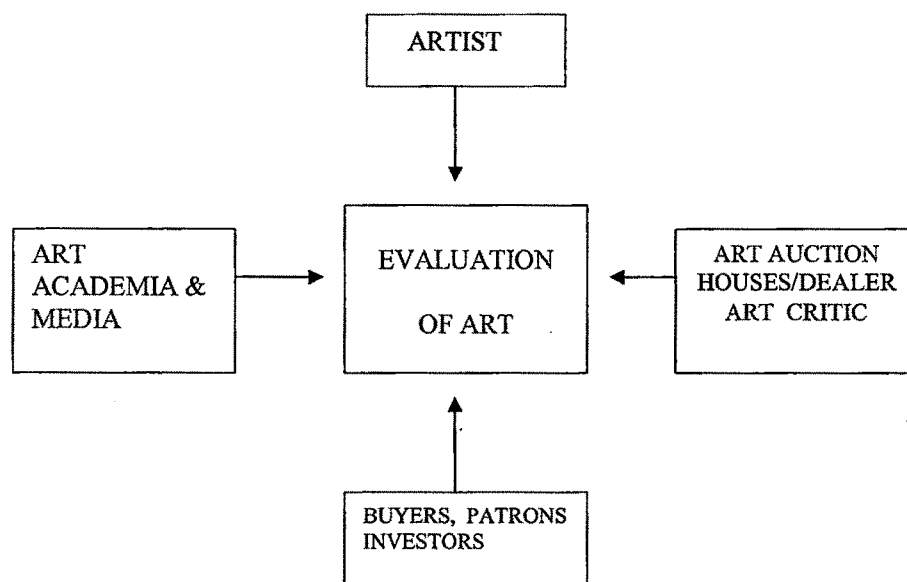 ARTIST
ART
ACADEMIA &
MEDIA
EVALUATION
OF ART
ART AUCTION
HOUSES/DEALER
ART CRITIC
BUYERS, PATRONS
INVESTORS